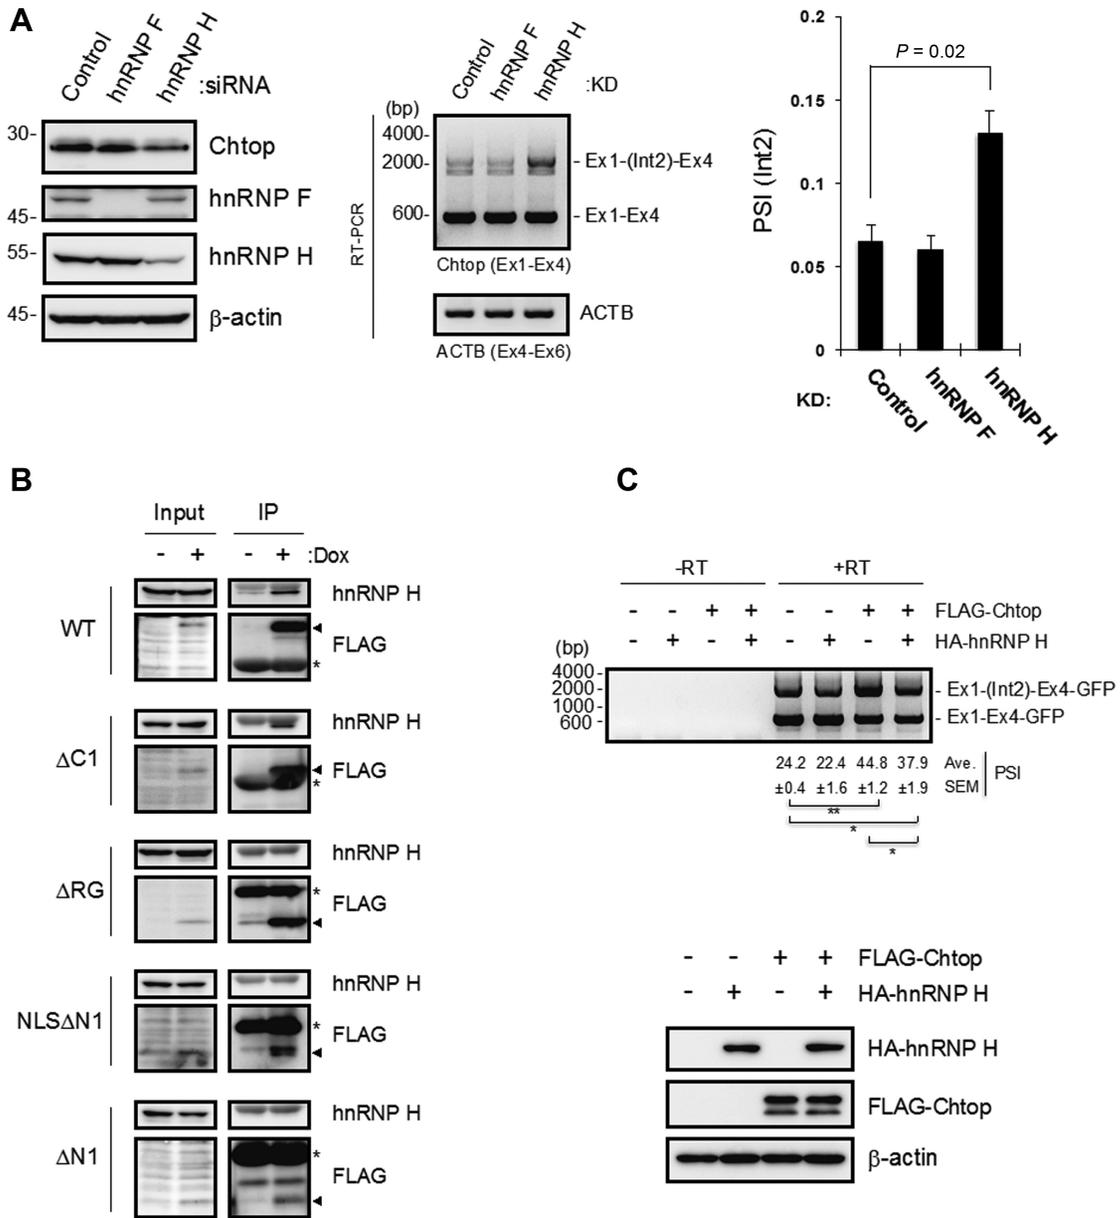 A
Control
hnRNP F
hnRNP H
:siRNA
30-
Chtop
hnRNP F
45-
55-
hnRNP H
45-
β-actin
RT-PCR
Control
hnRNP F
hnRNP H
:KD
(bp)
4000-
2000-
- Ex1-(Int2)-Ex4
600-
- Ex1-Ex4
Chtop (Ex1-Ex4)
ACTB
ACTB (Ex4-Ex6)
PSI (Int2)
0.2
0.15
0.1
0.05
0
P = 0.02
KD:
Control
hnRNP F
hnRNP H
B
Input IP
- + - + :Dox
WT
hnRNP H
FLAG
*
ΔC1
hnRNP H
FLAG
*
ΔRG
hnRNP H
*
FLAG
NLSΔN1
hnRNP H
*
FLAG
ΔN1
hnRNP H
*
FLAG
C
-RT +RT
- - + + - - + + FLAG-Chtop
- + - + - + - + HA-hnRNP H
(bp)
4000-
2000-
1000-
600-
- Ex1-(Int2)-Ex4-GFP
- Ex1-Ex4-GFP
24.2 22.4 44.8 37.9 Ave.
±0.4 ±1.6 ±1.2 ±1.9 SEM
PSI
**
*
*
- - + + FLAG-Chtop
- + - + HA-hnRNP H
HA-hnRNP H
FLAG-Chtop
β-actin